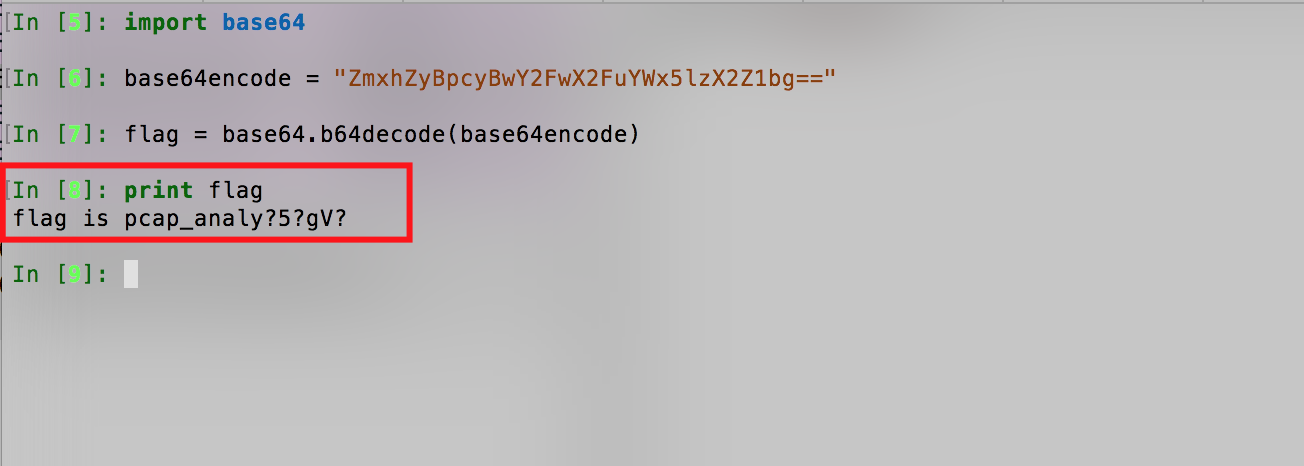 [In [5]: import base64
[In [6]: base64encode = "ZmxhZyBpcyBwY2FwX2FuYWx5lzX2Z1bg=="
[In [7]: flag = base64.b64decode(base64encode)
[In [8]: print flag
flag is pcap_analy?5?gV?
In [9]: